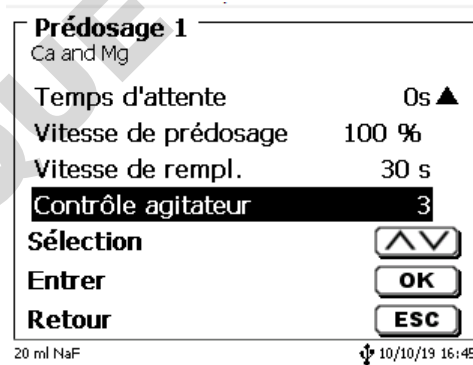 Prédosage 1
Ca and Mg
Temps d'attente 0s
Vitesse de prédosage 100 %
Vitesse de rempl. 30 s
Contrôle agitateur 3
Sélection
Entrer OK
Retour ESC
20 ml NaF 10/10/19 16:45